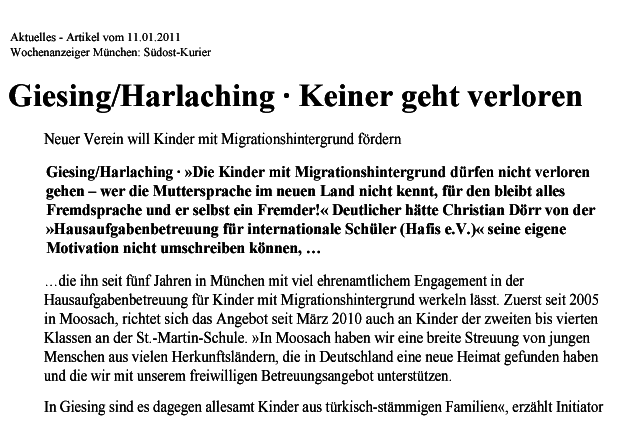 Aktuelles - Artikel vom 11.01.2011
Wochenanzeiger München: Südost-Kurier
Giesing/Harlaching · Keiner geht verloren
Neuer Verein will Kinder mit Migrationshintergrund fördern
Giesing/Harlaching · »Die Kinder mit Migrationshintergrund dürfen nicht verloren
gehen – wer die Muttersprache im neuen Land nicht kennt, für den bleibt alles
Fremdsprache und er selbst ein Fremder!« Deutlicher hätte Christian Dörr von der
»Hausaufgabenbetreuung für internationale Schüler (Hafis e.V.)« seine eigene
Motivation nicht umschreiben können, …
…die ihn seit fünf Jahren in München mit viel ehrenamtlichem Engagement in der
Hausaufgabenbetreuung für Kinder mit Migrationshintergrund werkeln lässt. Zuerst seit 2005
in Moosach, richtet sich das Angebot seit März 2010 auch an Kinder der zweiten bis vierten
Klassen an der St.-Martin-Schule. »In Moosach haben wir eine breite Streuung von jungen
Menschen aus vielen Herkunftsländern, die in Deutschland eine neue Heimat gefunden haben
und die wir mit unserem freiwilligen Betreuungsangebot unterstützen.
In Giesing sind es dagegen allesamt Kinder aus türkisch-stämmigen Familien«, erzählt Initiator